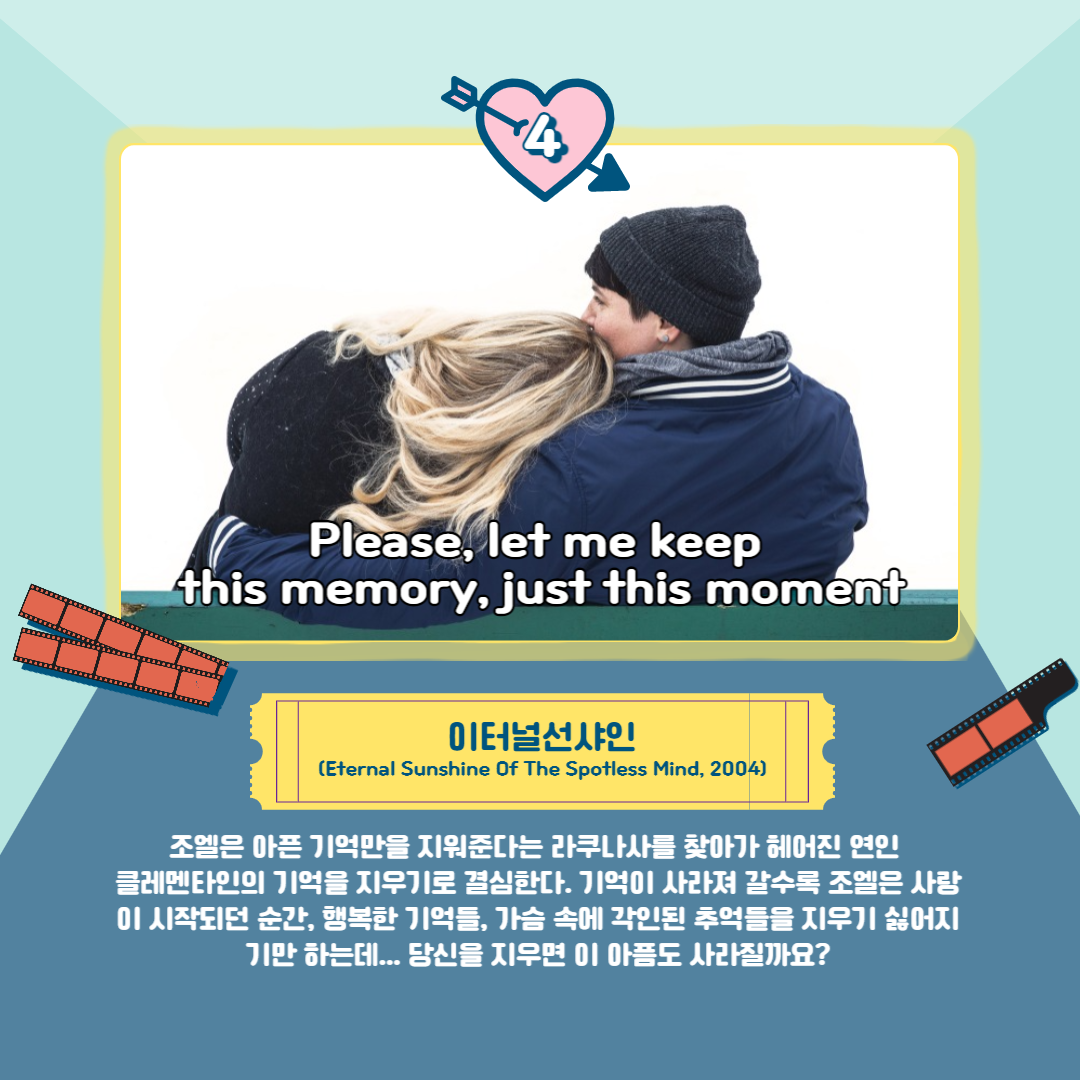 4
Please, let me keep
this memory, just this moment
이터널선샤인
(Eternal Sunshine Of The Spotless Mind, 2004)
조엘은 아픈 기억만을 지워준다는 라쿠나사를 찾아가 헤어진 연인
클레멘타인의 기억을 지우기로 결심한다. 기억이 사라져 갈수록 조엘은 사랑
이 시작되던 순간, 행복한 기억들, 가슴 속에 각인된 추억들을 지우기 싫어지
기만 하는데... 당신을 지우면 이 아픔도 사라질까요?